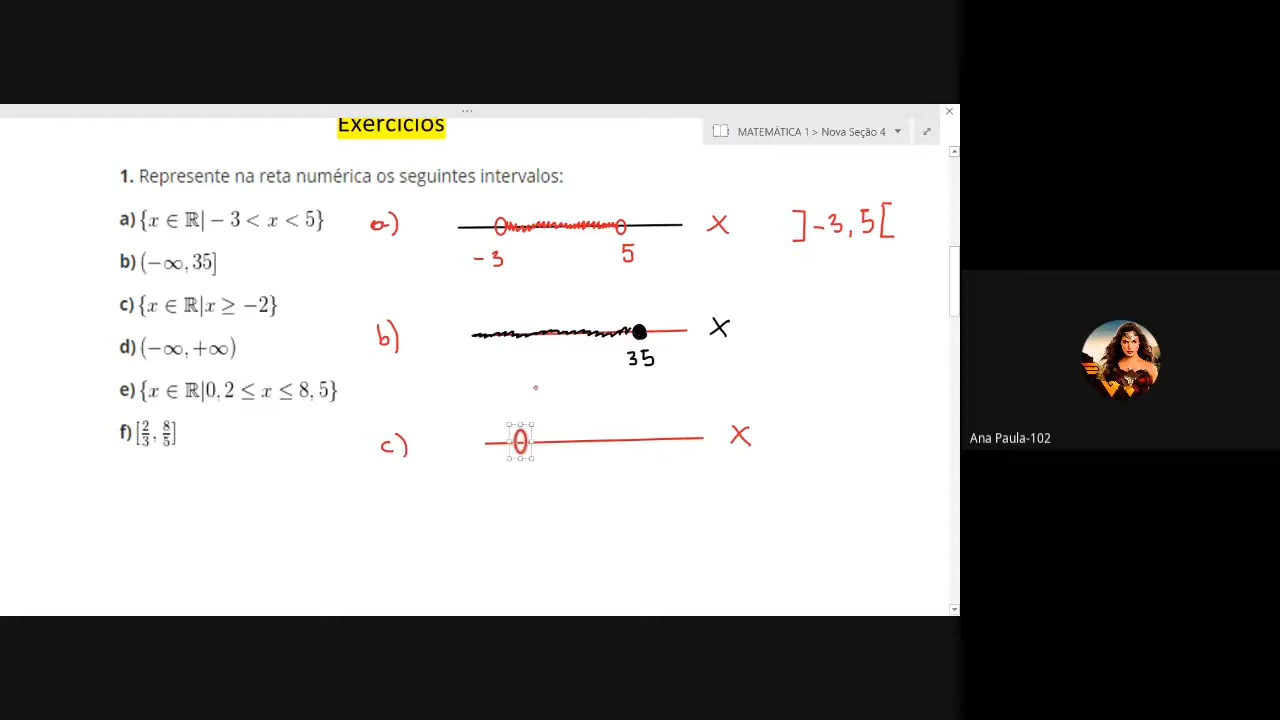 Exercícios
MATEMÁTICA 1 > Nova Seção 4
1. Represente na reta numérica os seguintes intervalos:
a) {x ∈ ℝ| − 3 < x < 5}
a)
-3
5
X
]-3, 5[
b) (−∞, 35]
b)
35
X
c) {x ∈ ℝ|x ≥ −2}
c)
X
d) (−∞, +∞)
e) {x ∈ ℝ|0, 2 ≤ x ≤ 8, 5}
f) [2/3, 8/5]
Ana Paula-102